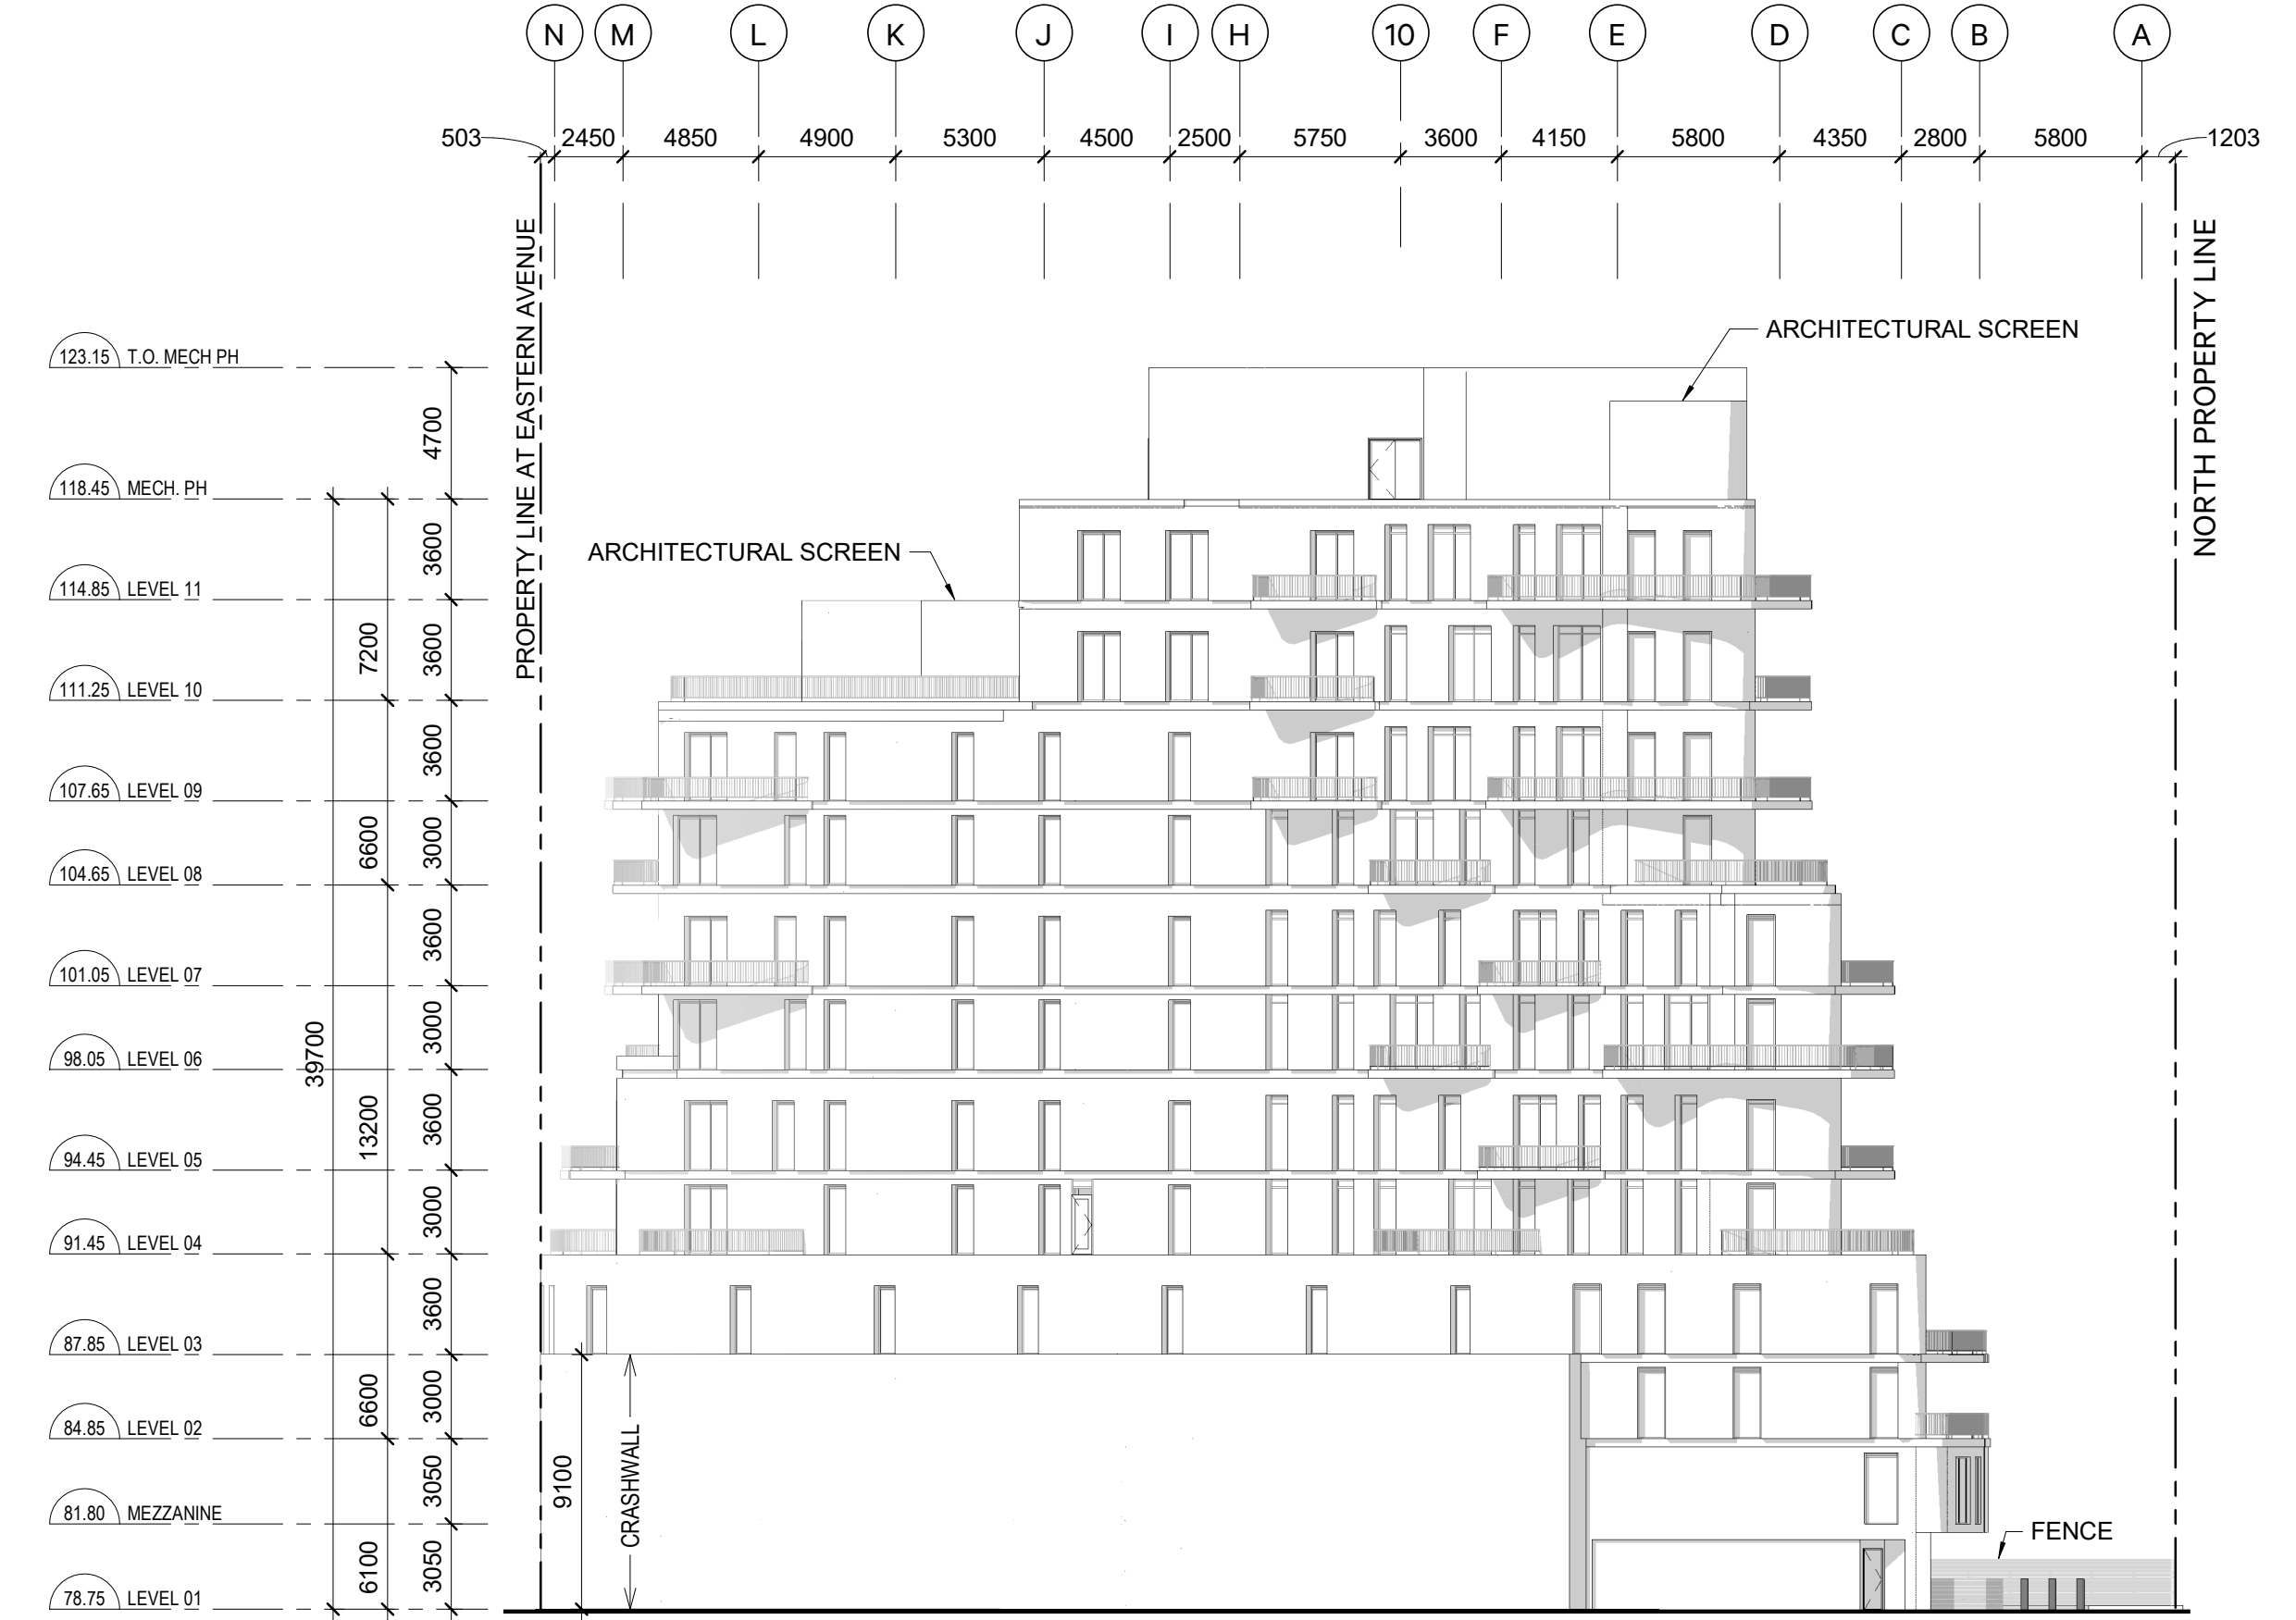 N M L K J I H 10 F E D C B A
503 2450 4850 4900 5300 4500 2500 5750 3600 4150 5800 4350 2800 5800 1203
PROPERTY LINE AT EASTERN AVENUE
NORTH PROPERTY LINE
ARCHITECTURAL SCREEN
123.15 T.O. MECH PH
4700
118.45 MECH. PH
ARCHITECTURAL SCREEN
3600
114.85 LEVEL 11
7200 3600
111.25 LEVEL 10
3600
107.65 LEVEL 09
6600 3000
104.65 LEVEL 08
3600
101.05 LEVEL 07
39700 3000
98.05 LEVEL 06
13200 3600
94.45 LEVEL 05
3000
91.45 LEVEL 04
3600
87.85 LEVEL 03
6600 3000
84.85 LEVEL 02
3050
9100
CRASHWALL
81.80 MEZZANINE
FENCE
6100 3050
78.75 LEVEL 01